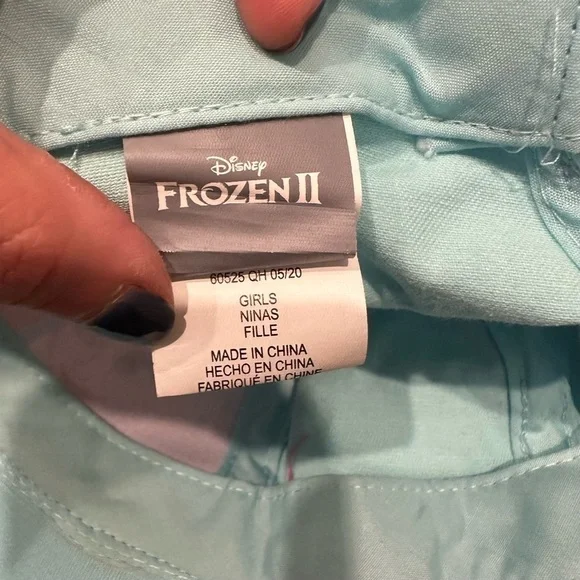 Disney
FROZEN II
60525 QH 05/20
GIRLS
NINAS
FILLE
MADE IN CHINA
HECHO EN CHINA
FABRIQUÉ EN CHINE